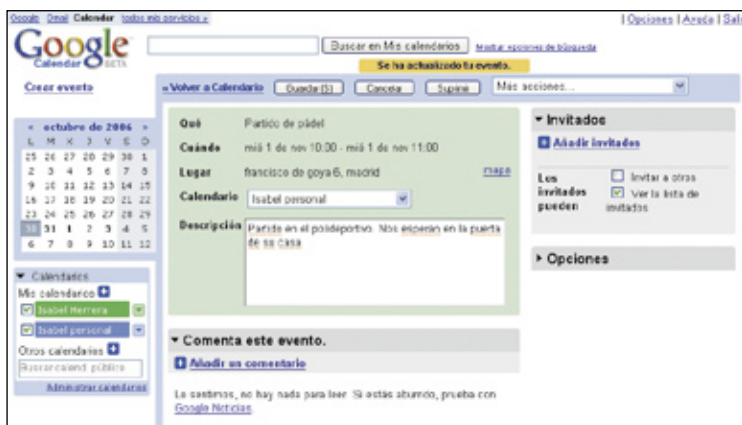 Google Gmail Calendar todos mis servicios »
| Opciones | Ayuda | Sali
Google
Calendar BETA
Buscar en Mis calendarios
Mostrar opciones de búsqueda
Se ha actualizado tu evento.
Crear evento
« Volver a Calendario
Guardar (S)
Cancelar
Suprimir
Más acciones...
« octubre de 2006 »
L M X J V S D
25 26 27 28 29 30 1
2 3 4 5 6 7 8
9 10 11 12 13 14 15
16 17 18 19 20 21 22
23 24 25 26 27 28 29
30 31 1 2 3 4 5
6 7 8 9 10 11 12
Calendarios
Mis calendarios
Isabel Herrera
Isabel personal
Otros calendarios
Buscar calend. público
Administrar calendarios
Qué Partido de pádel
Cuándo mié 1 de nov 10:00 - mié 1 de nov 11:00
Lugar francisco de goya 6, madrid mapa
Calendario Isabel personal
Descripción Partido en el polideportivo. Nos esperan en la puerta
de su casa
Comenta este evento.
Añadir un comentario
Lo sentimos, no hay nada para leer. Si estás aburrido, prueba con
Google Noticias.
Invitados
Añadir invitados
Los invitados pueden
Invitar a otros
Ver la lista de invitados
Opciones